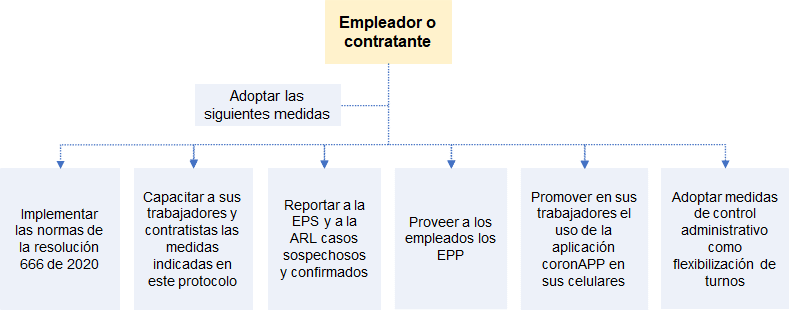 Empleador o
contratante
Adoptar las
siguientes medidas
Implementar
las normas de
la resolución
666 de 2020
Capacitar a sus
trabajadores y
contratistas las
medidas
indicadas en
este protocolo
Reportar a la
EPS y a la
ARL casos
sospechosos
y confirmados
Proveer a los
empleados los
EPP
Promover en sus
trabajadores el
uso de la
aplicación
coronAPP en
sus celulares
Adoptar medidas
de control
administrativo
como
flexibilización de
turnos